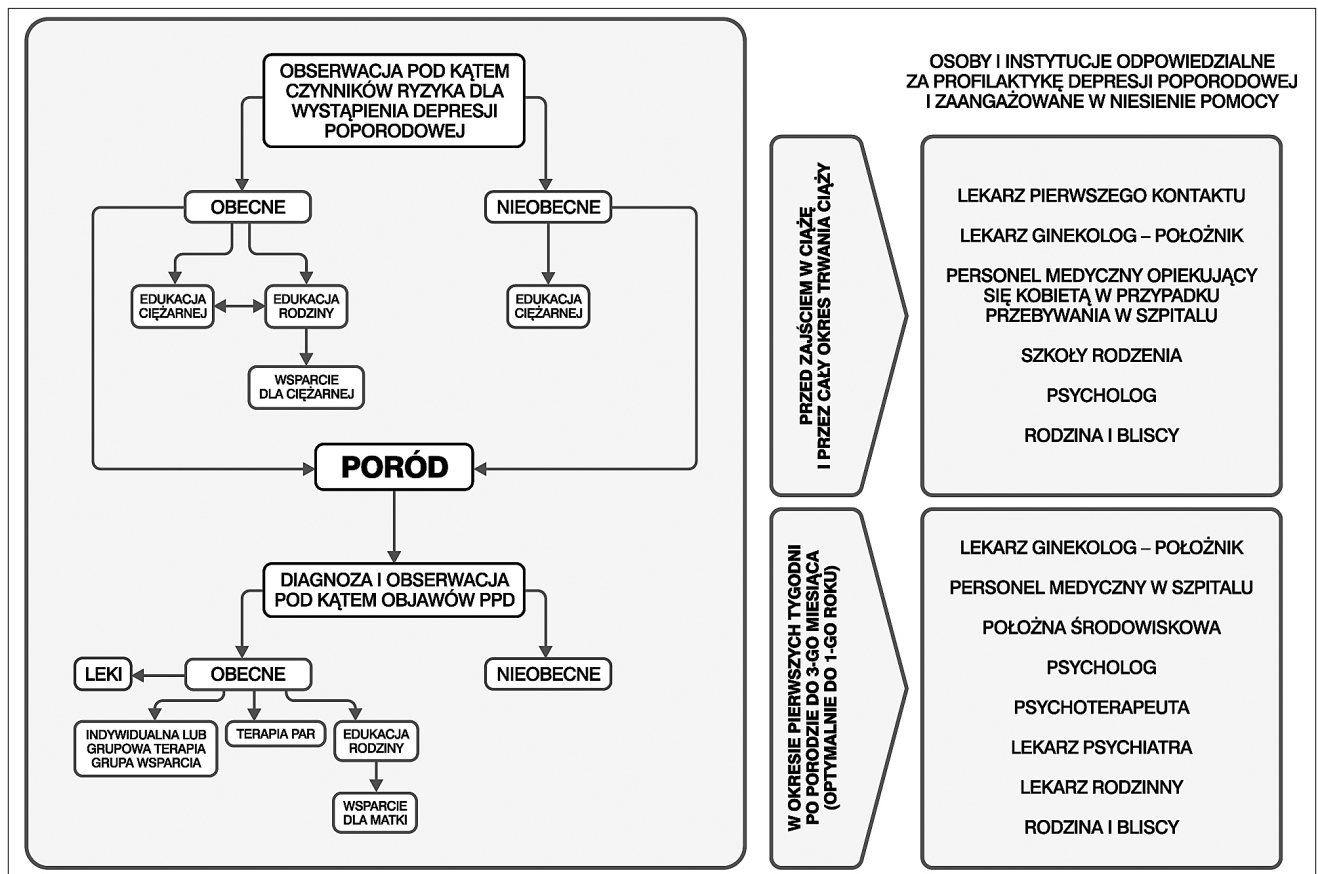 OBSERWACJA POD KĄTEM
CZYNNIKÓW RYZYKA DLA
WYSTĄPIENIA DEPRESJI
POPORODOWEJ
OBECNE
NIEOBECNE
EDUKACJA
CIĘŻARNEJ
EDUKACJA
RODZINY
EDUKACJA
CIĘŻARNEJ
WSPARCIE
DLA CIĘŻARNEJ
PORÓD
DIAGNOZA I OBSERWACJA
POD KĄTEM OBJAWÓW PPD
LEKI
OBECNE
NIEOBECNE
INDYWIDUALNA LUB
GRUPOWA TERAPIA
GRUPA WSPARCIA
TERAPIA PAR
EDUKACJA
RODZINY
WSPARCIE
DLA MATKI
OSOBY I INSTYTUCJE ODPOWIEDZIALNE
ZA PROFILAKTYKĘ DEPRESJI POPORODOWEJ
I ZAANGAŻOWANE W NIESIENIE POMOCY
PRZED ZAJŚCIEM W CIĄŻĘ
I PRZEZ CAŁY OKRES TRWANIA CIĄŻY
LEKARZ PIERWSZEGO KONTAKTU
LEKARZ GINEKOLOG – POŁOŻNIK
PERSONEL MEDYCZNY OPIEKUJĄCY
SIĘ KOBIETĄ W PRZYPADKU
PRZEBYWANIA W SZPITALU
SZKOŁY RODZENIA
PSYCHOLOG
RODZINA I BLISCY
W OKRESIE PIERWSZYCH TYGODNI
PO PORODZIE DO 3-GO MIESIĄCA
(OPTYMALNIE DO 1-GO ROKU)
LEKARZ GINEKOLOG – POŁOŻNIK
PERSONEL MEDYCZNY W SZPITALU
POŁOŻNA ŚRODOWISKOWA
PSYCHOLOG
PSYCHOTERAPEUTA
LEKARZ PSYCHIATRA
LEKARZ RODZINNY
RODZINA I BLISCY